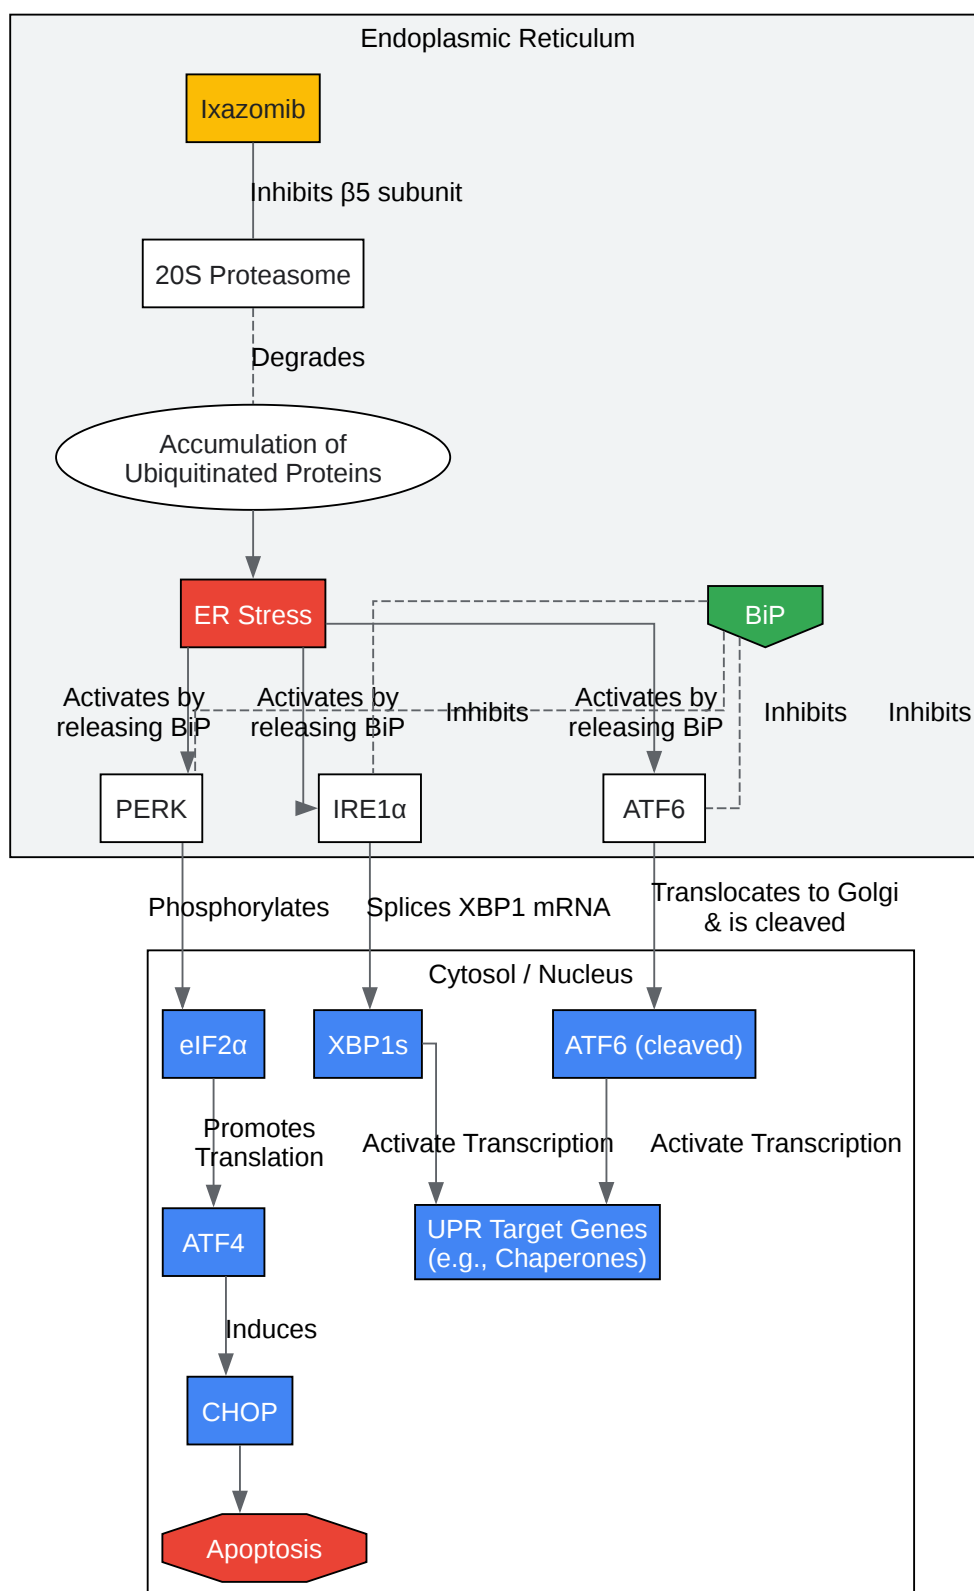 Endoplasmic Reticulum
Ixazomib
Inhibits β5 subunit
20S Proteasome
Degrades
Accumulation of
Ubiquitinated Proteins
ER Stress
BiP
Activates by
releasing BiP
Activates by
releasing BiP
Inhibits
Activates by
releasing BiP
Inhibits
Inhibits
PERK
IRE1α
ATF6
Phosphorylates
Splices XBP1 mRNA
Translocates to Golgi
& is cleaved
Cytosol / Nucleus
eIF2α
XBP1s
ATF6 (cleaved)
Promotes
Translation
Activate Transcription
Activate Transcription
ATF4
UPR Target Genes
(e.g., Chaperones)
Induces
CHOP
Apoptosis